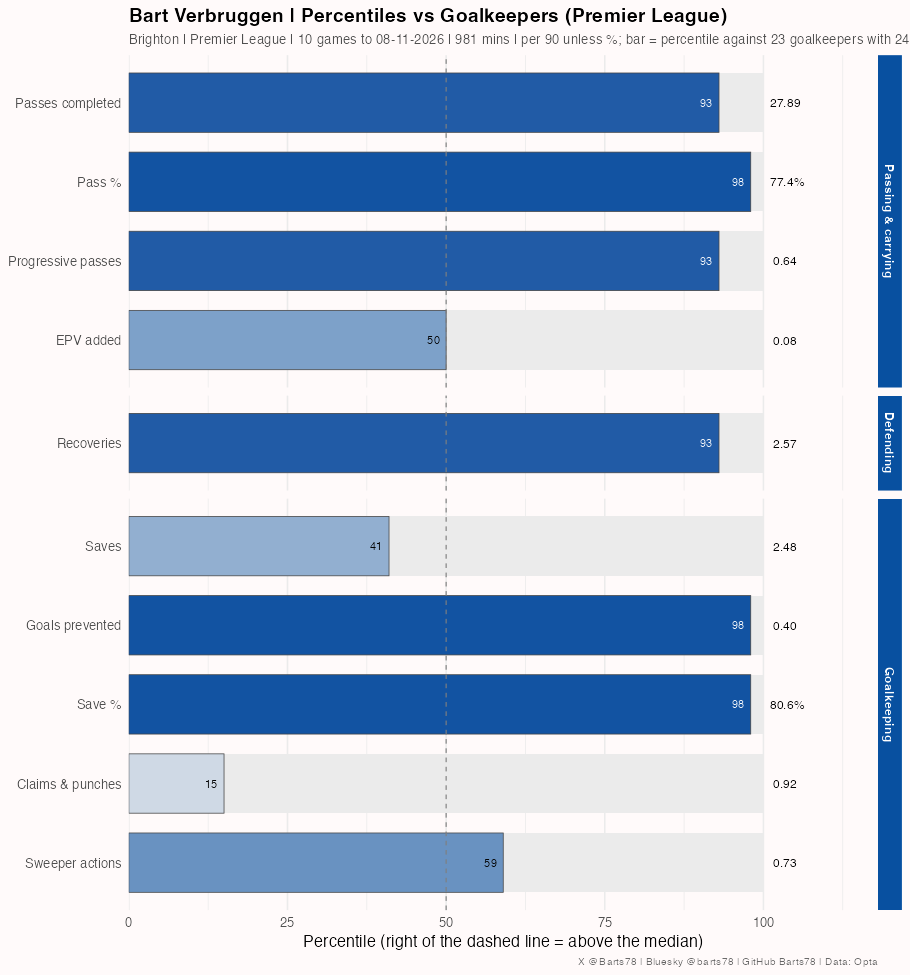 Bart Verbruggen | Percentiles vs Goalkeepers (Premier League)
Brighton | Premier League | 10 games to 08-11-2026 | 981 mins | per 90 unless %; bar = percentile against 23 goalkeepers with 24
Passes completed 93 27.89
Pass % 98 77.4%
Progressive passes 93 0.64
EPV added 50 0.08
Passing & carrying
Recoveries 93 2.57
Defending
Saves 41 2.48
Goals prevented 98 0.40
Save % 98 80.6%
Claims & punches 15 0.92
Sweeper actions 59 0.73
Goalkeeping
0 25 50 75 100
Percentile (right of the dashed line = above the median)
X @Barts78 | Bluesky @barts78 | GitHub Barts78 | Data: Opta